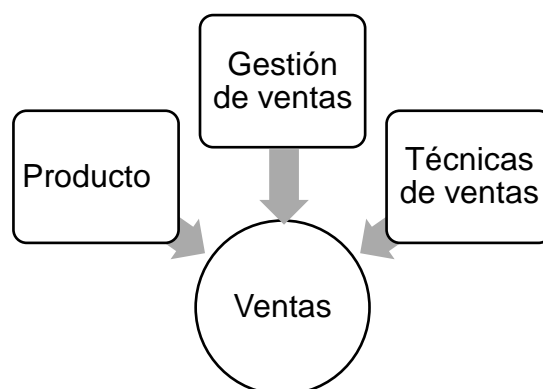 Gestión
de ventas
Producto
Técnicas
de ventas
Ventas